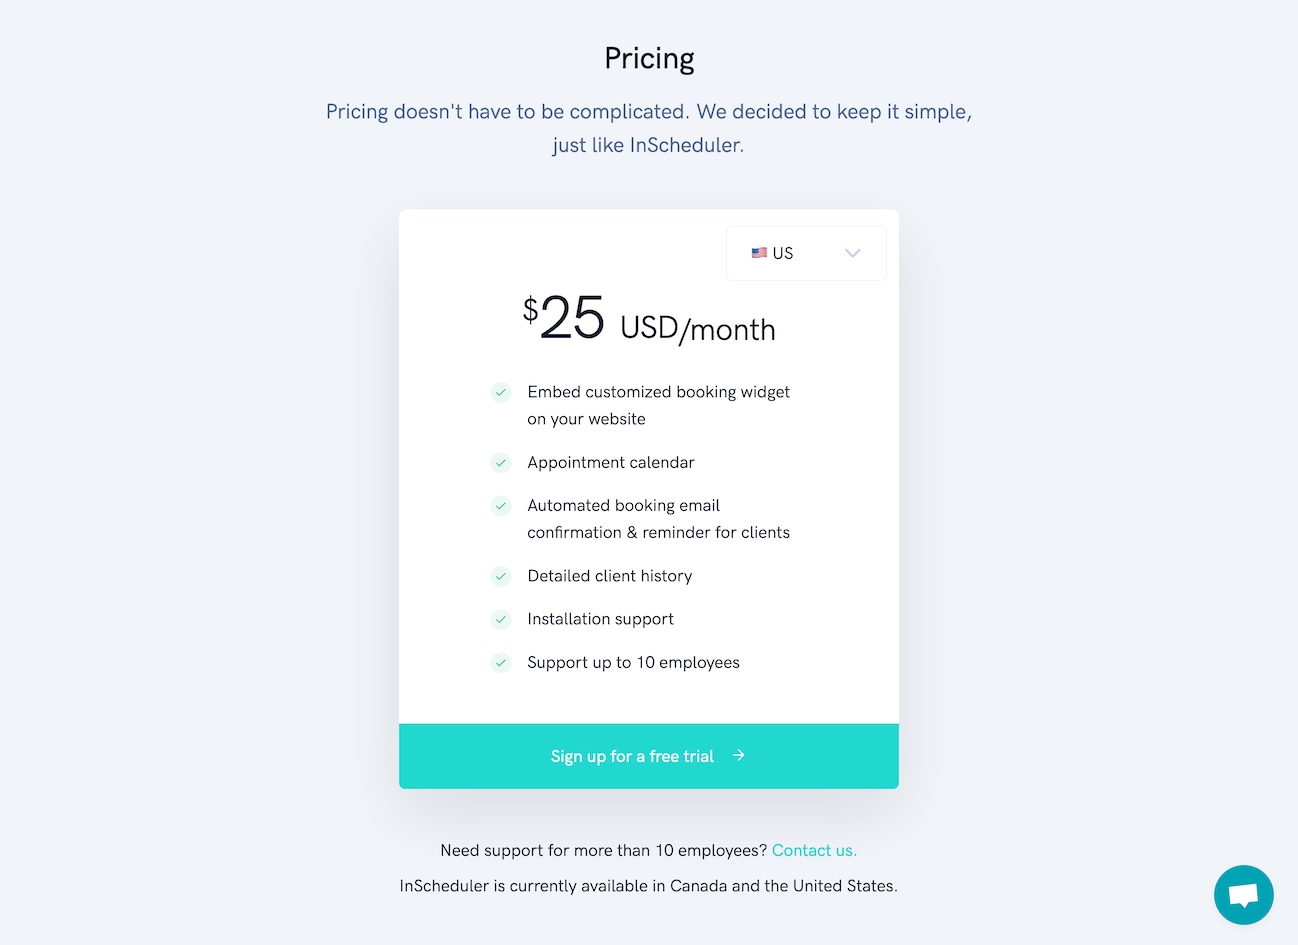 Pricing
Pricing doesn't have to be complicated. We decided to keep it simple,
just like InScheduler.
US
$25 USD/month
Embed customized booking widget
on your website
Appointment calendar
Automated booking email
confirmation & reminder for clients
Detailed client history
Installation support
Support up to 10 employees
Sign up for a free trial →
Need support for more than 10 employees? Contact us.
InScheduler is currently available in Canada and the United States.